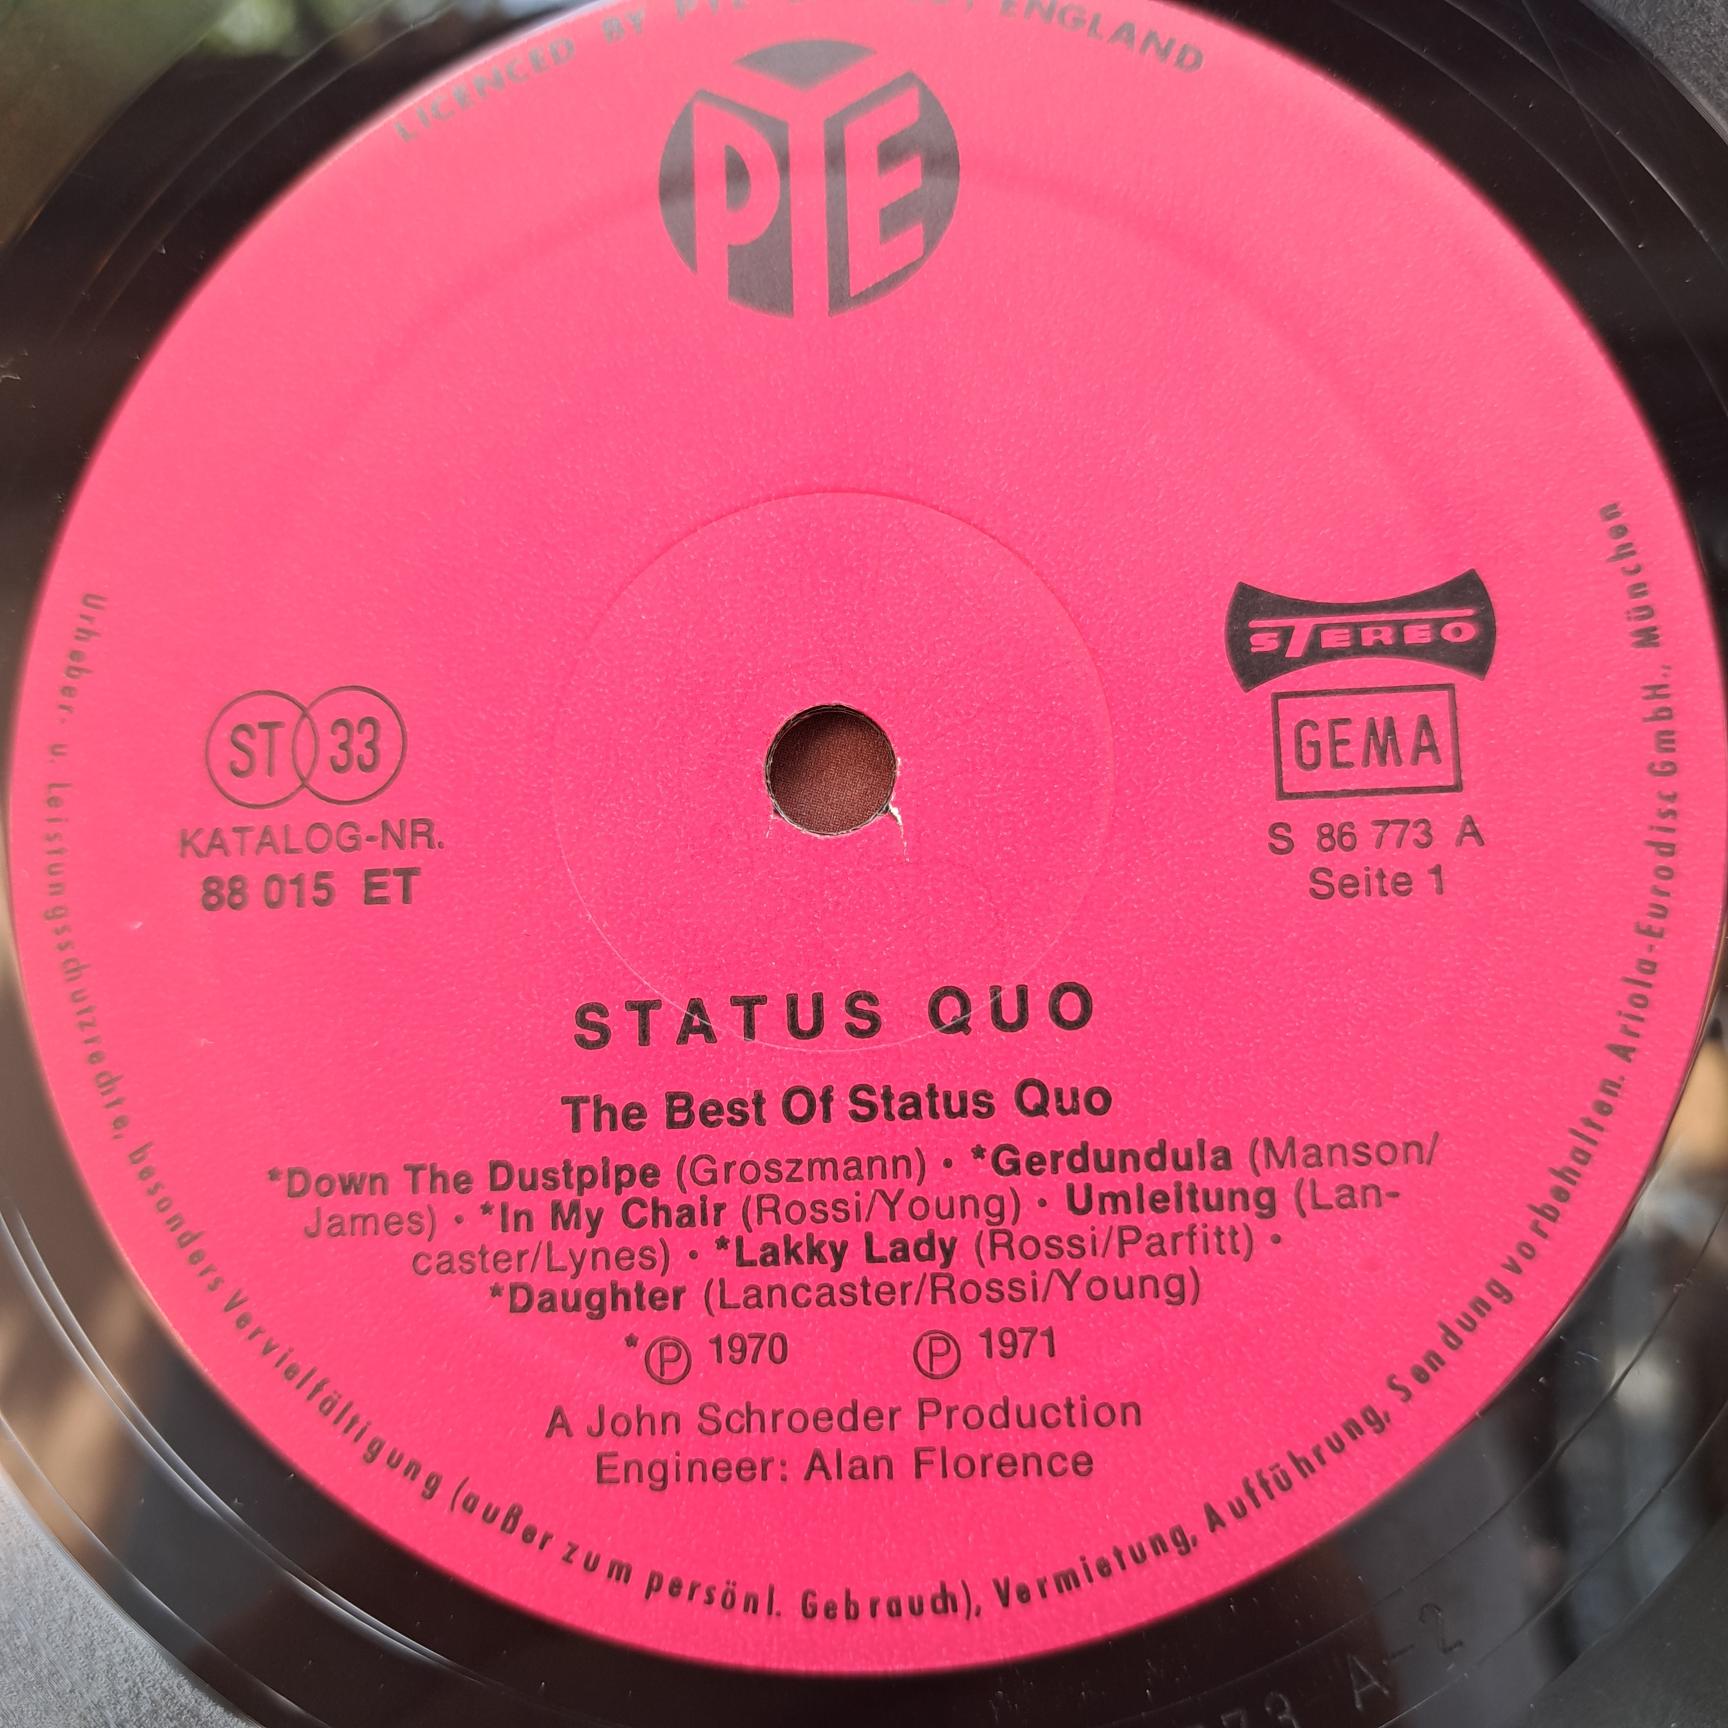 LICENCED BY PYE ENGLAND
PYE
STEREO
ST 33
GEMA
KATALOG-NR.
88 015 ET
S 86 773 A
Seite 1
STATUS QUO
The Best Of Status Quo
*Down The Dustpipe (Groszmann) • *Gerdundula (Manson/
James) • *In My Chair (Rossi/Young) • Umleitung (Lan-
caster/Lynes) • *Lakky Lady (Rossi/Parfitt) •
*Daughter (Lancaster/Rossi/Young)
*Ⓟ 1970 Ⓟ 1971
A John Schroeder Production
Engineer: Alan Florence
Urheber- u. leistungsschutzrechte, besonders Vervielfältigung (außer zum persönl. Gebrauch), Vermietung, Aufführung, Sendung vorbehalten. Ariola-Eurodisc GmbH., München
A-2